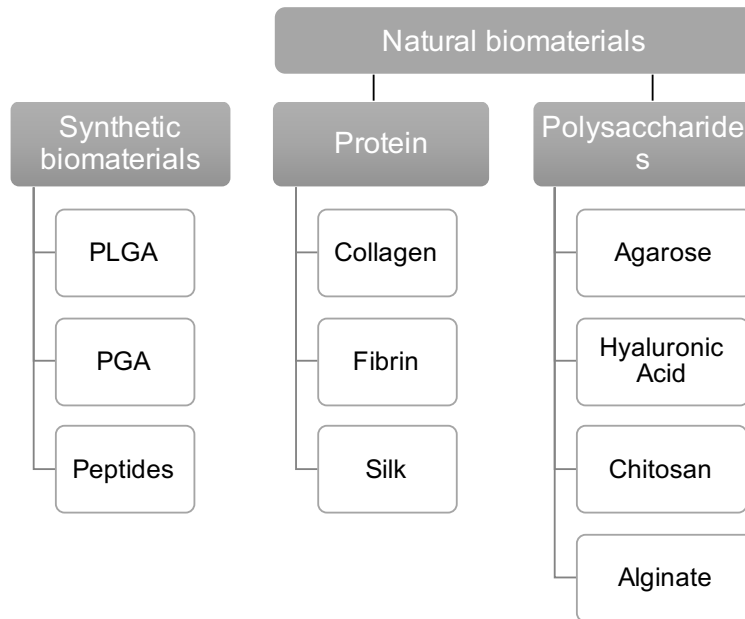 Natural biomaterials
Synthetic
biomaterials
PLGA
PGA
Peptides
Protein
Collagen
Fibrin
Silk
Polysaccharide
s
Agarose
Hyaluronic
Acid
Chitosan
Alginate